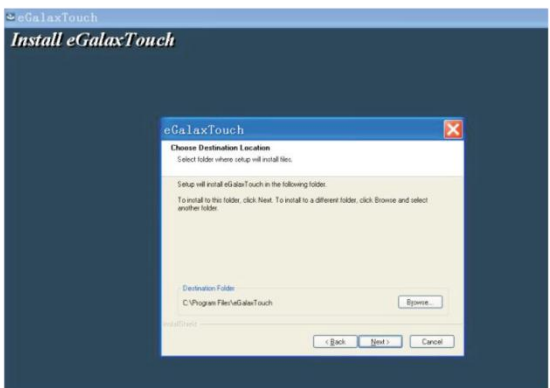 eGalaxTouch
Install eGalaxTouch
eGalaxTouch
Choose Destination Location
Select folder where setup will install files.
Setup will install eGalaxTouch in the following folder.
To install to this folder, click Next. To install to a different folder, click Browse and select
another folder.
Destination Folder
C:\Program Files\eGalaxTouch
Browse...
InstallShield
< Back
Next >
Cancel